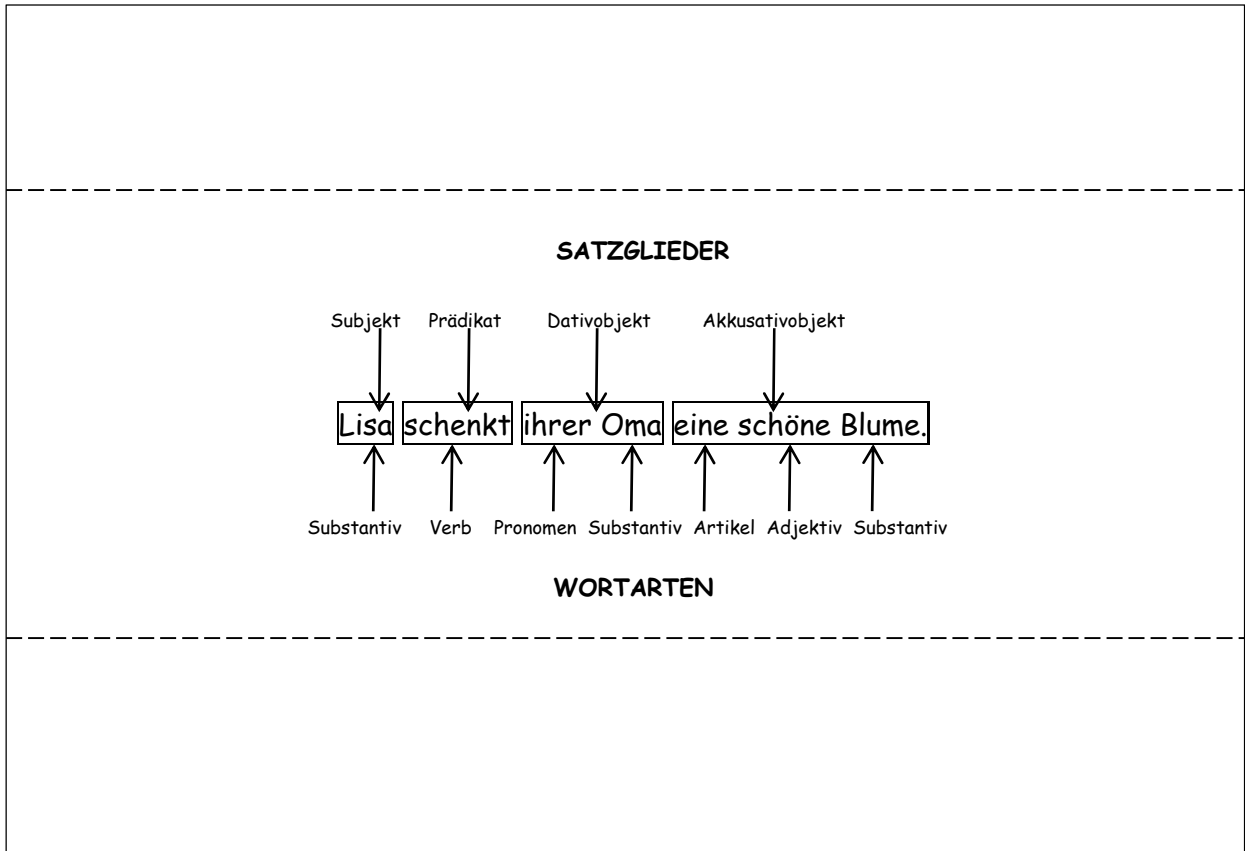 SATZGLIEDER
Subjekt Prädikat Dativobjekt Akkusativobjekt
Lisa schenkt ihrer Oma eine schöne Blume.
Substantiv Verb Pronomen Substantiv Artikel Adjektiv Substantiv
WORTARTEN